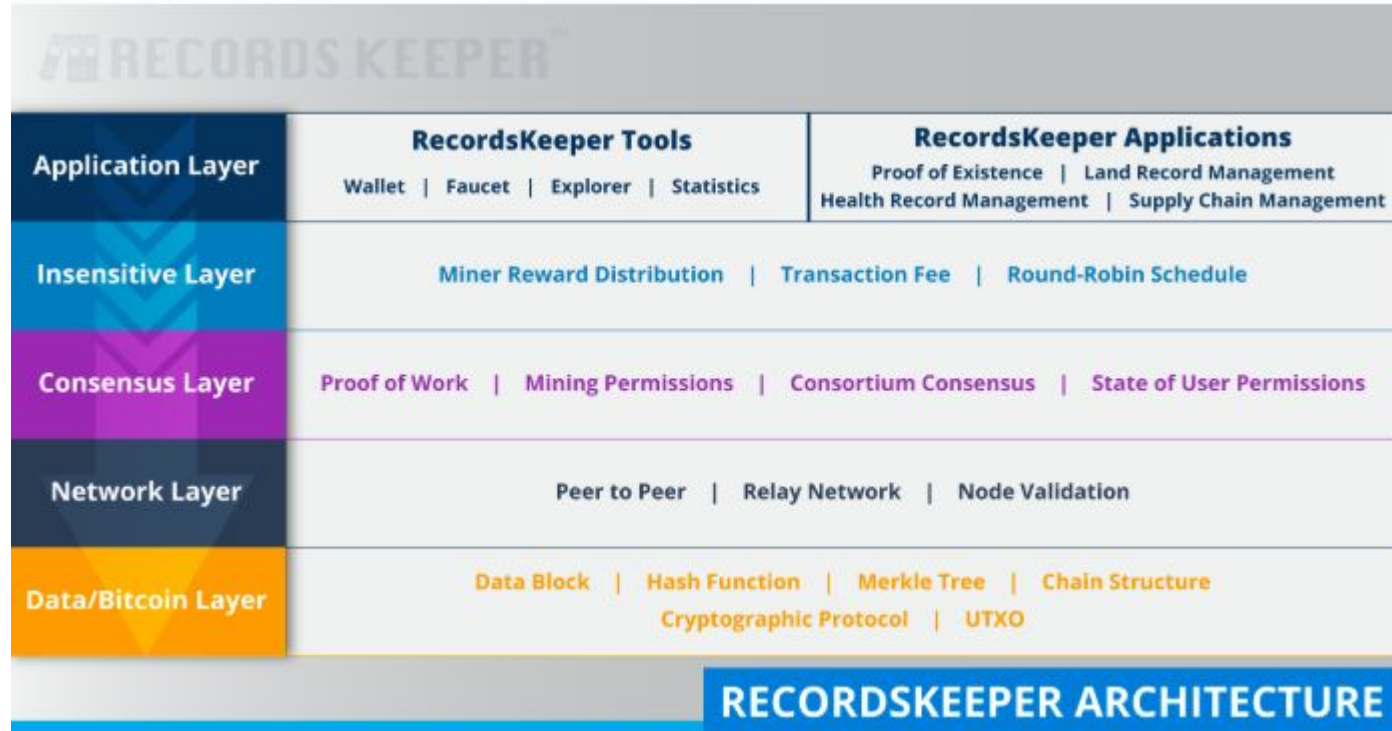 RECORDS KEEPER™
Application Layer
RecordsKeeper Tools
Wallet | Faucet | Explorer | Statistics
RecordsKeeper Applications
Proof of Existence | Land Record Management
Health Record Management | Supply Chain Management
Insensitive Layer
Miner Reward Distribution | Transaction Fee | Round-Robin Schedule
Consensus Layer
Proof of Work | Mining Permissions | Consortium Consensus | State of User Permissions
Network Layer
Peer to Peer | Relay Network | Node Validation
Data/Bitcoin Layer
Data Block | Hash Function | Merkle Tree | Chain Structure
Cryptographic Protocol | UTXO
RECORDSKEEPER ARCHITECTURE